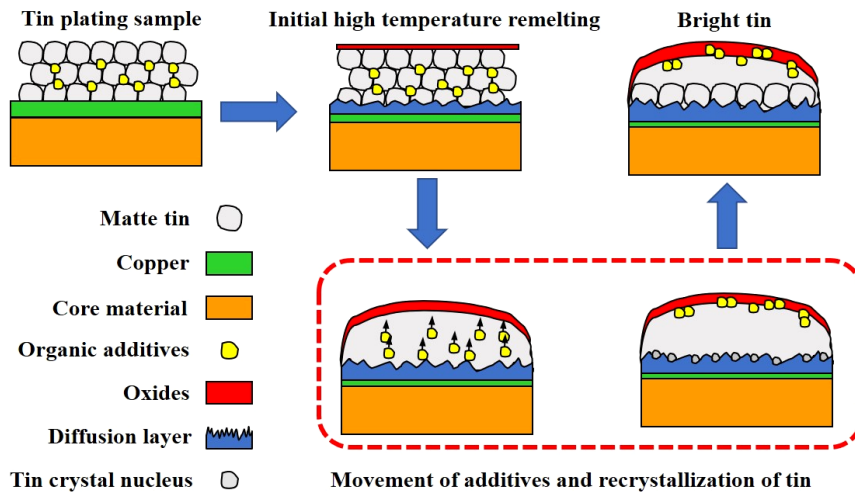 Tin plating sample
Initial high temperature remelting
Bright tin
Matte tin
Copper
Core material
Organic additives
Oxides
Diffusion layer
Tin crystal nucleus
Movement of additives and recrystallization of tin